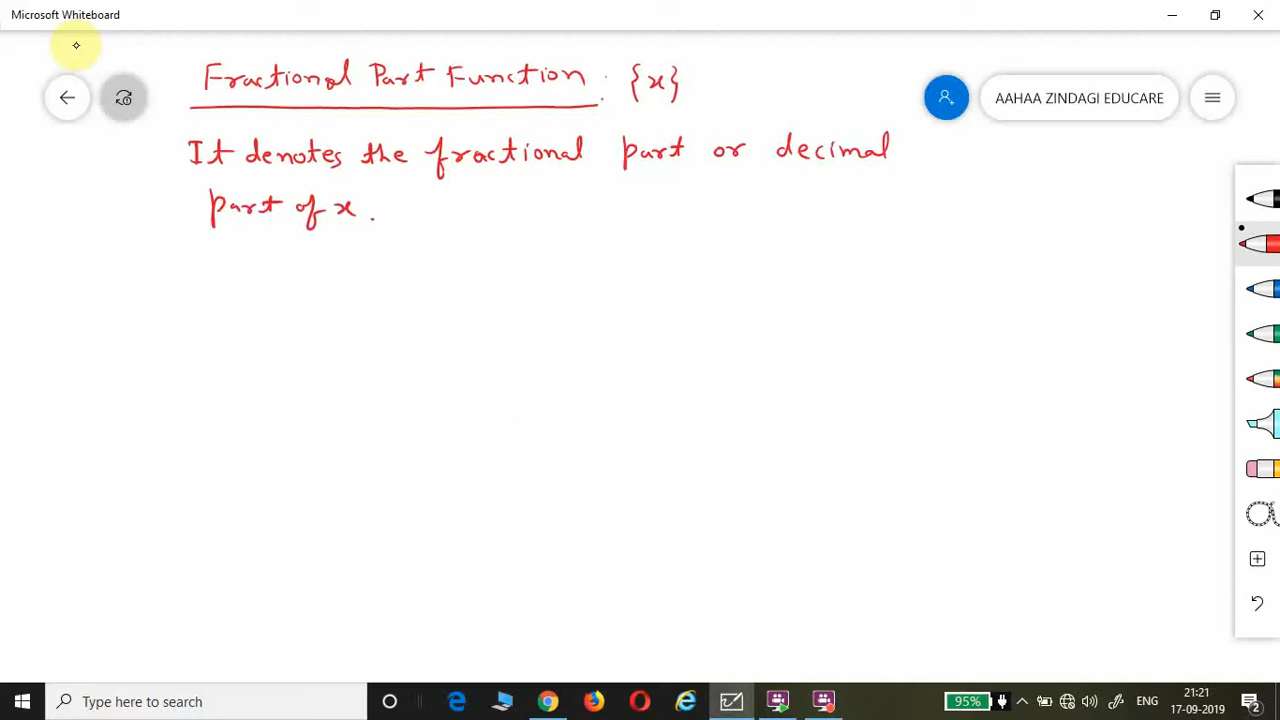 Microsoft Whiteboard
Fractional Part Function : {x}
AAHAA ZINDAGI EDUCARE
It denotes the fractional part or decimal
part of x.
Type here to search
95%
ENG
21:21
17-09-2019
2